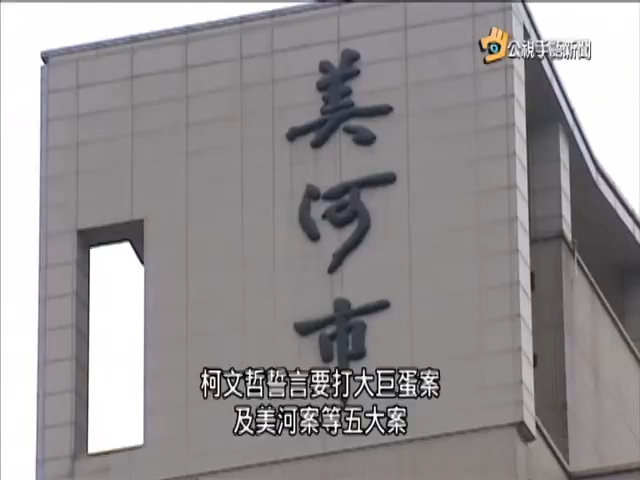 公視手語新聞
美河市
柯文哲誓言要打大巨蛋案
及美河案等五大案